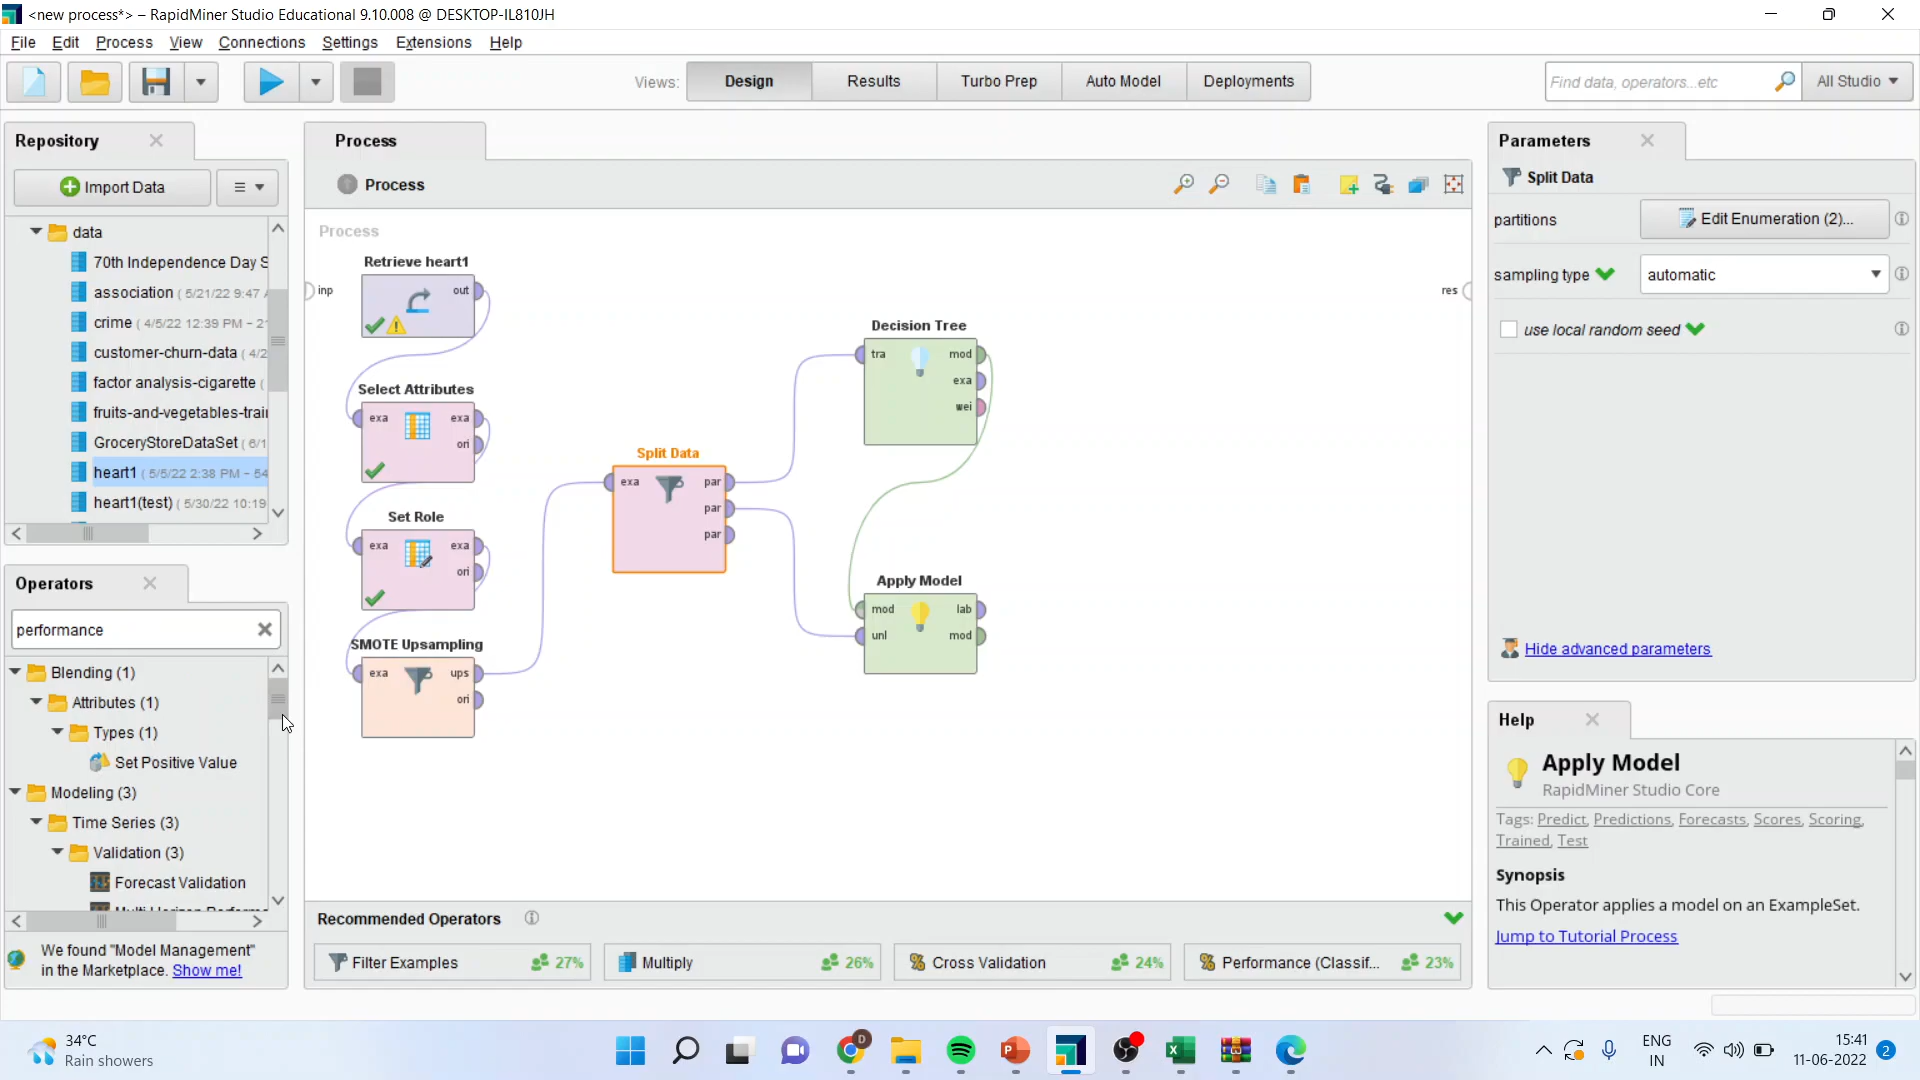 <new process*> – RapidMiner Studio Educational 9.10.008 @ DESKTOP-IL810JH
File Edit Process View Connections Settings Extensions Help
Views: Design Results Turbo Prep Auto Model Deployments
Find data, operators...etc All Studio
Repository
Import Data
data
70th Independence Day S
association ( 5/21/22 9:47
crime ( 4/5/22 12:39 PM – 2
customer-churn-data ( 4/2
factor analysis-cigarette (
fruits-and-vegetables-trai
GroceryStoreDataSet ( 6/1
heart1 ( 5/5/22 2:38 PM – 54
heart1(test) ( 5/30/22 10:19
Operators
performance
Blending (1)
Attributes (1)
Types (1)
Set Positive Value
Modeling (3)
Time Series (3)
Validation (3)
Forecast Validation
We found "Model Management"
in the Marketplace. Show me!
Process
Process
Process
inp
res
Retrieve heart1
out
Select Attributes
exa exa
ori
Set Role
exa exa
ori
SMOTE Upsampling
exa ups
ori
Split Data
exa par
par
par
Decision Tree
tra mod
exa
wei
Apply Model
mod lab
unl mod
Recommended Operators
Filter Examples 27%
Multiply 26%
Cross Validation 24%
Performance (Classif... 23%
Parameters
Split Data
partitions Edit Enumeration (2)...
sampling type automatic
use local random seed
Hide advanced parameters
Help
Apply Model
RapidMiner Studio Core
Tags: Predict, Predictions, Forecasts, Scores, Scoring,
Trained, Test
Synopsis
This Operator applies a model on an ExampleSet.
Jump to Tutorial Process
34°C
Rain showers
D
ENG
IN
15:41
11-06-2022
2